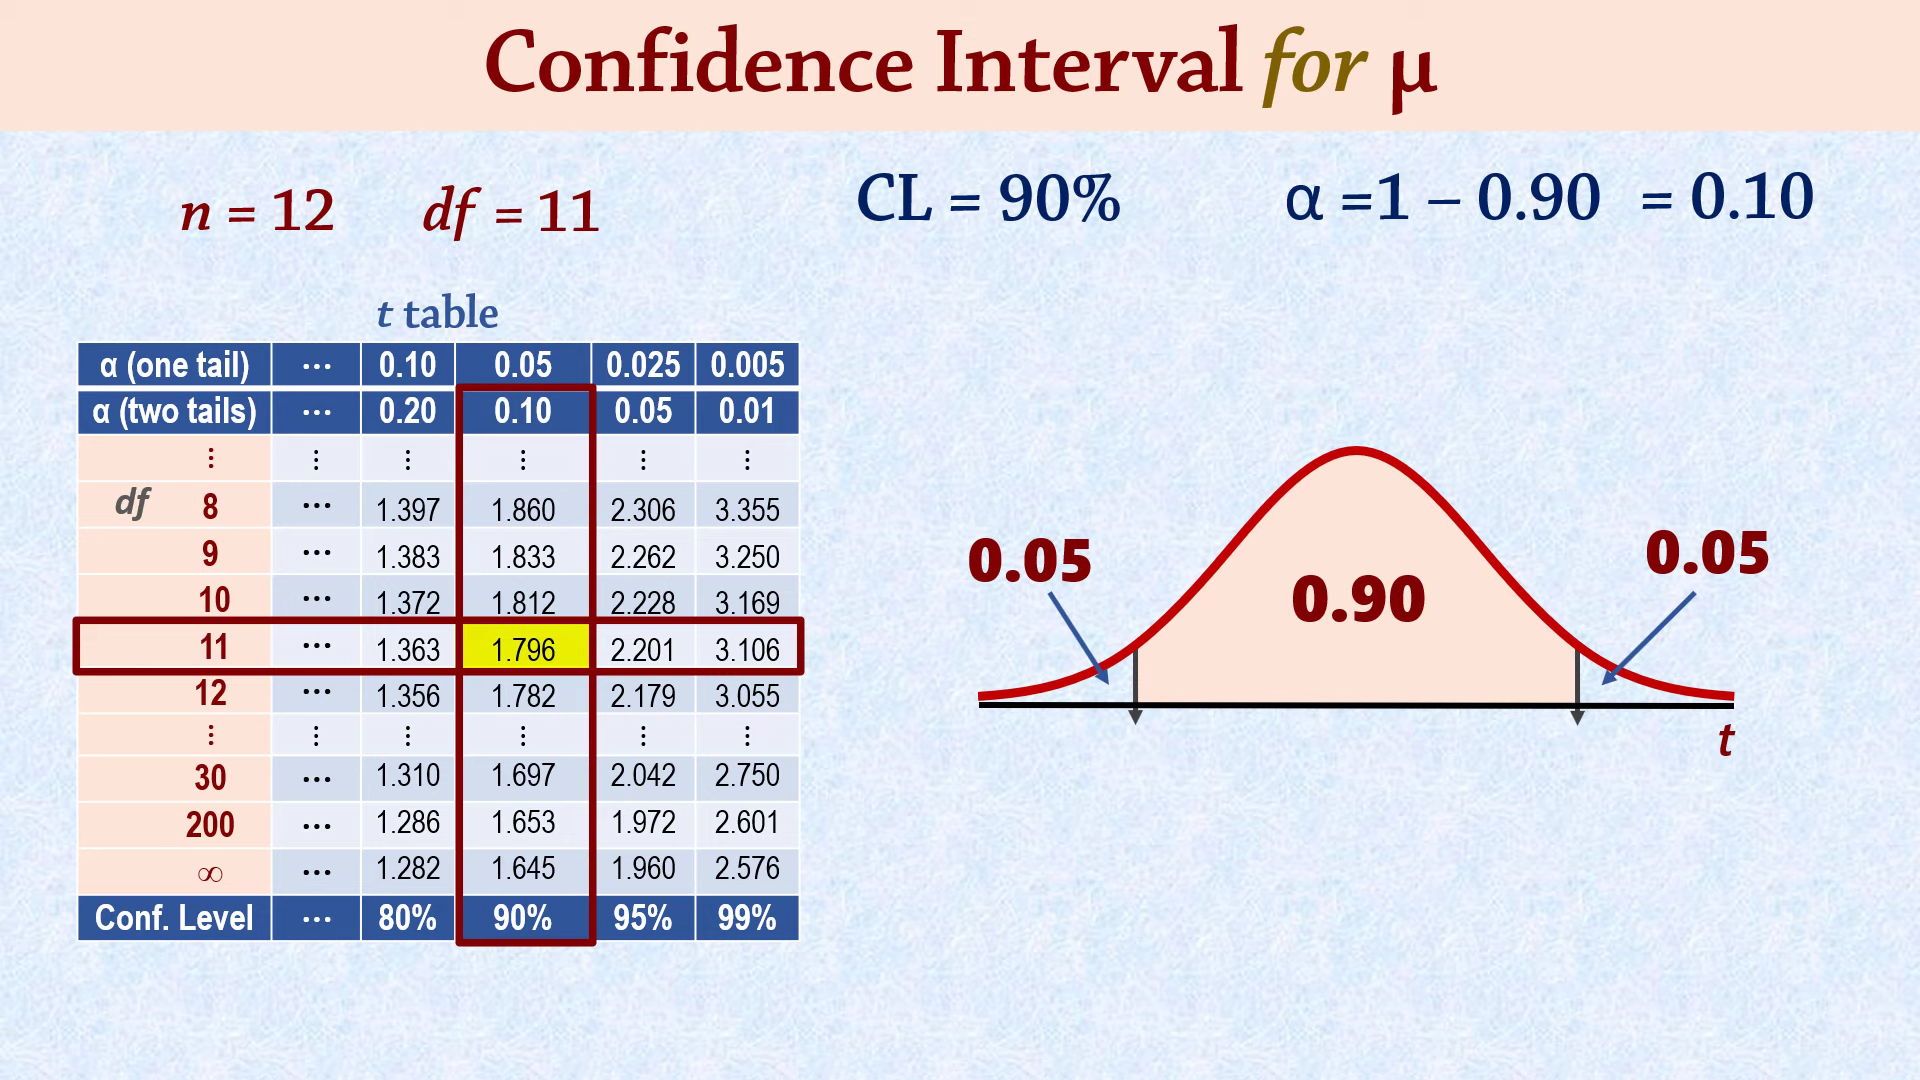 Confidence Interval for μ
n = 12 df = 11 CL = 90% α =1 – 0.90 = 0.10
t table
α (one tail) ... 0.10 0.05 0.025 0.005
α (two tails) ... 0.20 0.10 0.05 0.01
⋮ ⋮ ⋮ ⋮ ⋮ ⋮
df 8 ... 1.397 1.860 2.306 3.355
9 ... 1.383 1.833 2.262 3.250
10 ... 1.372 1.812 2.228 3.169
11 ... 1.363 1.796 2.201 3.106
12 ... 1.356 1.782 2.179 3.055
⋮ ⋮ ⋮ ⋮ ⋮ ⋮
30 ... 1.310 1.697 2.042 2.750
200 ... 1.286 1.653 1.972 2.601
∞ ... 1.282 1.645 1.960 2.576
Conf. Level ... 80% 90% 95% 99%
0.05 0.90 0.05
t